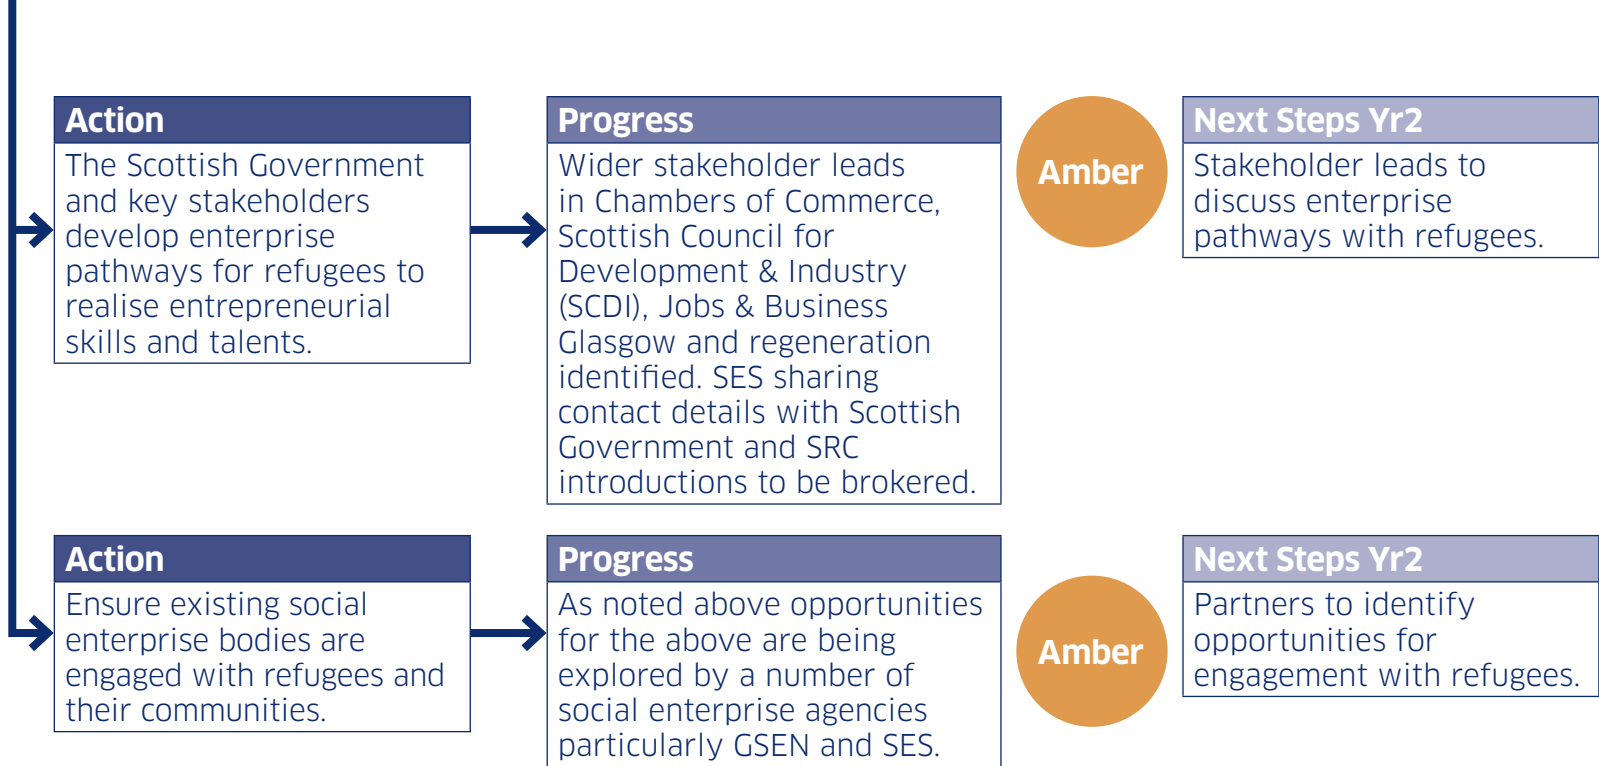 Action
The Scottish Government
and key stakeholders
develop enterprise
pathways for refugees to
realise entrepreneurial
skills and talents.
Progress
Wider stakeholder leads
in Chambers of Commerce,
Scottish Council for
Development & Industry
(SCDI), Jobs & Business
Glasgow and regeneration
identified. SES sharing
contact details with Scottish
Government and SRC
introductions to be brokered.
Amber
Next Steps Yr2
Stakeholder leads to
discuss enterprise
pathways with refugees.
Action
Ensure existing social
enterprise bodies are
engaged with refugees and
their communities.
Progress
As noted above opportunities
for the above are being
explored by a number of
social enterprise agencies
particularly GSEN and SES.
Amber
Next Steps Yr2
Partners to identify
opportunities for
engagement with refugees.